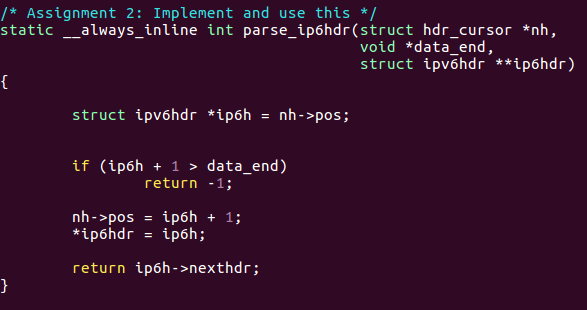 /* Assignment 2: Implement and use this */
static __always_inline int parse_ip6hdr(struct hdr_cursor *nh,
                                        void *data_end,
                                        struct ipv6hdr **ip6hdr)
{
        struct ipv6hdr *ip6h = nh->pos;
        if (ip6h + 1 > data_end)
                return -1;
        nh->pos = ip6h + 1;
        *ip6hdr = ip6h;
        return ip6h->nexthdr;
}